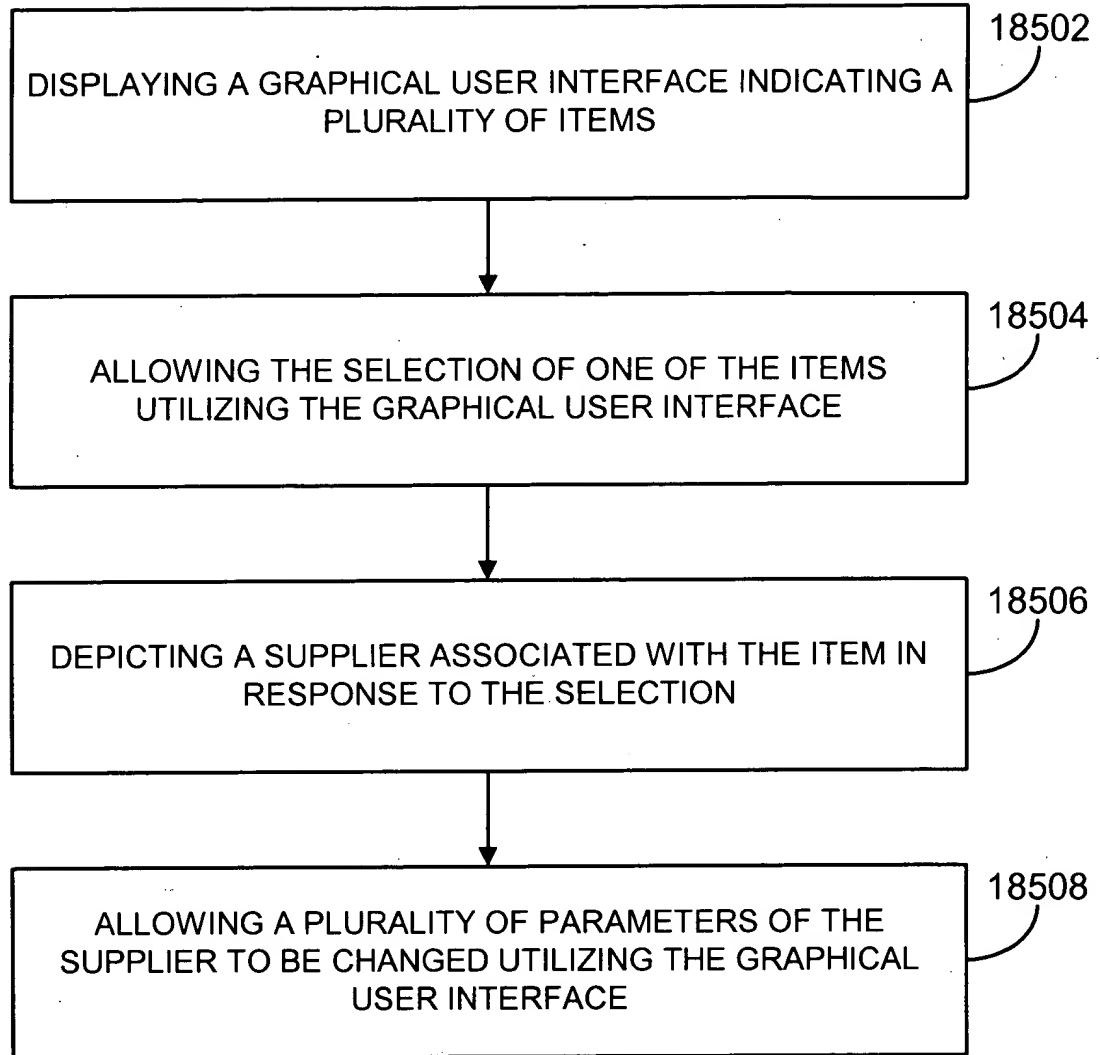 18502
DISPLAYING A GRAPHICAL USER INTERFACE INDICATING A
PLURALITY OF ITEMS
18504
ALLOWING THE SELECTION OF ONE OF THE ITEMS
UTILIZING THE GRAPHICAL USER INTERFACE
18506
DEPICTING A SUPPLIER ASSOCIATED WITH THE ITEM IN
RESPONSE TO THE SELECTION
18508
ALLOWING A PLURALITY OF PARAMETERS OF THE
SUPPLIER TO BE CHANGED UTILIZING THE GRAPHICAL
USER INTERFACE